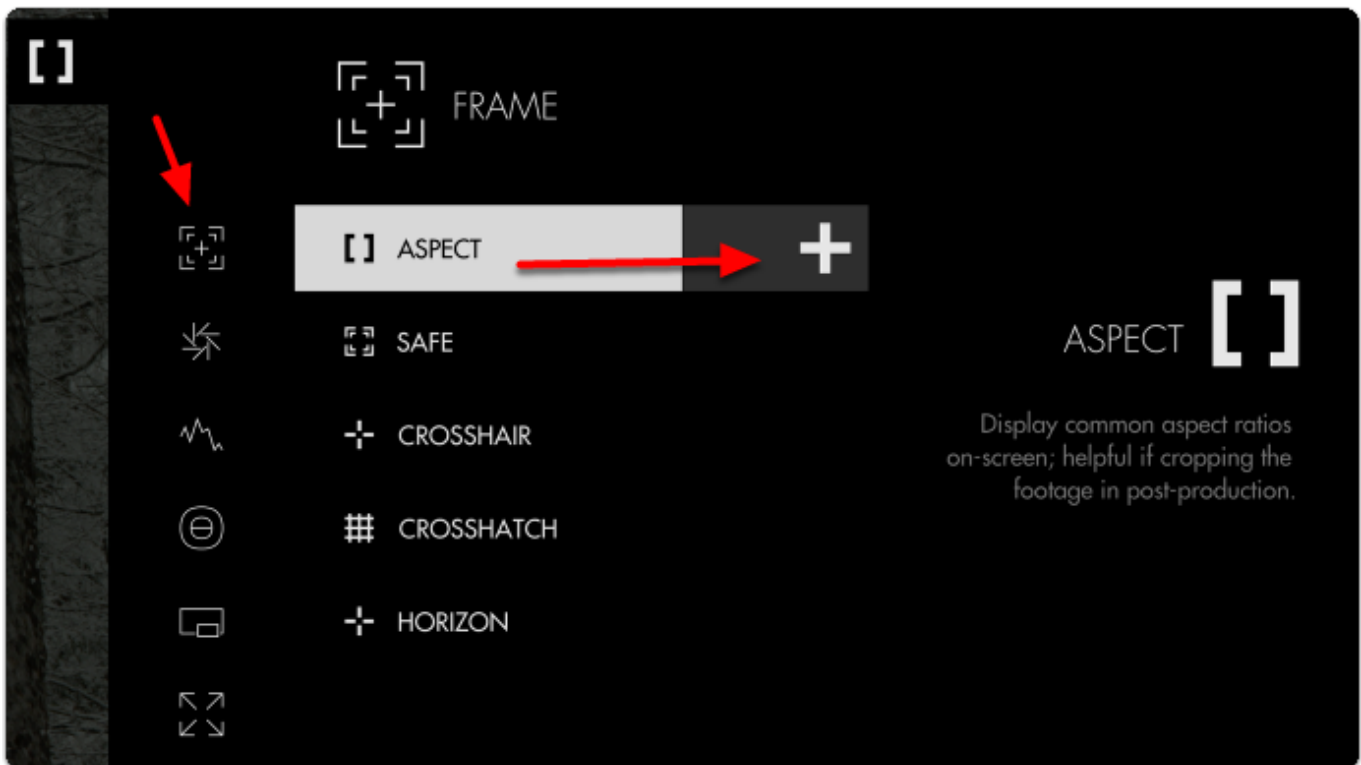 FRAME
ASPECT
SAFE
CROSSHAIR
CROSSHATCH
HORIZON
ASPECT
Display common aspect ratios
on-screen; helpful if cropping the
footage in post-production.